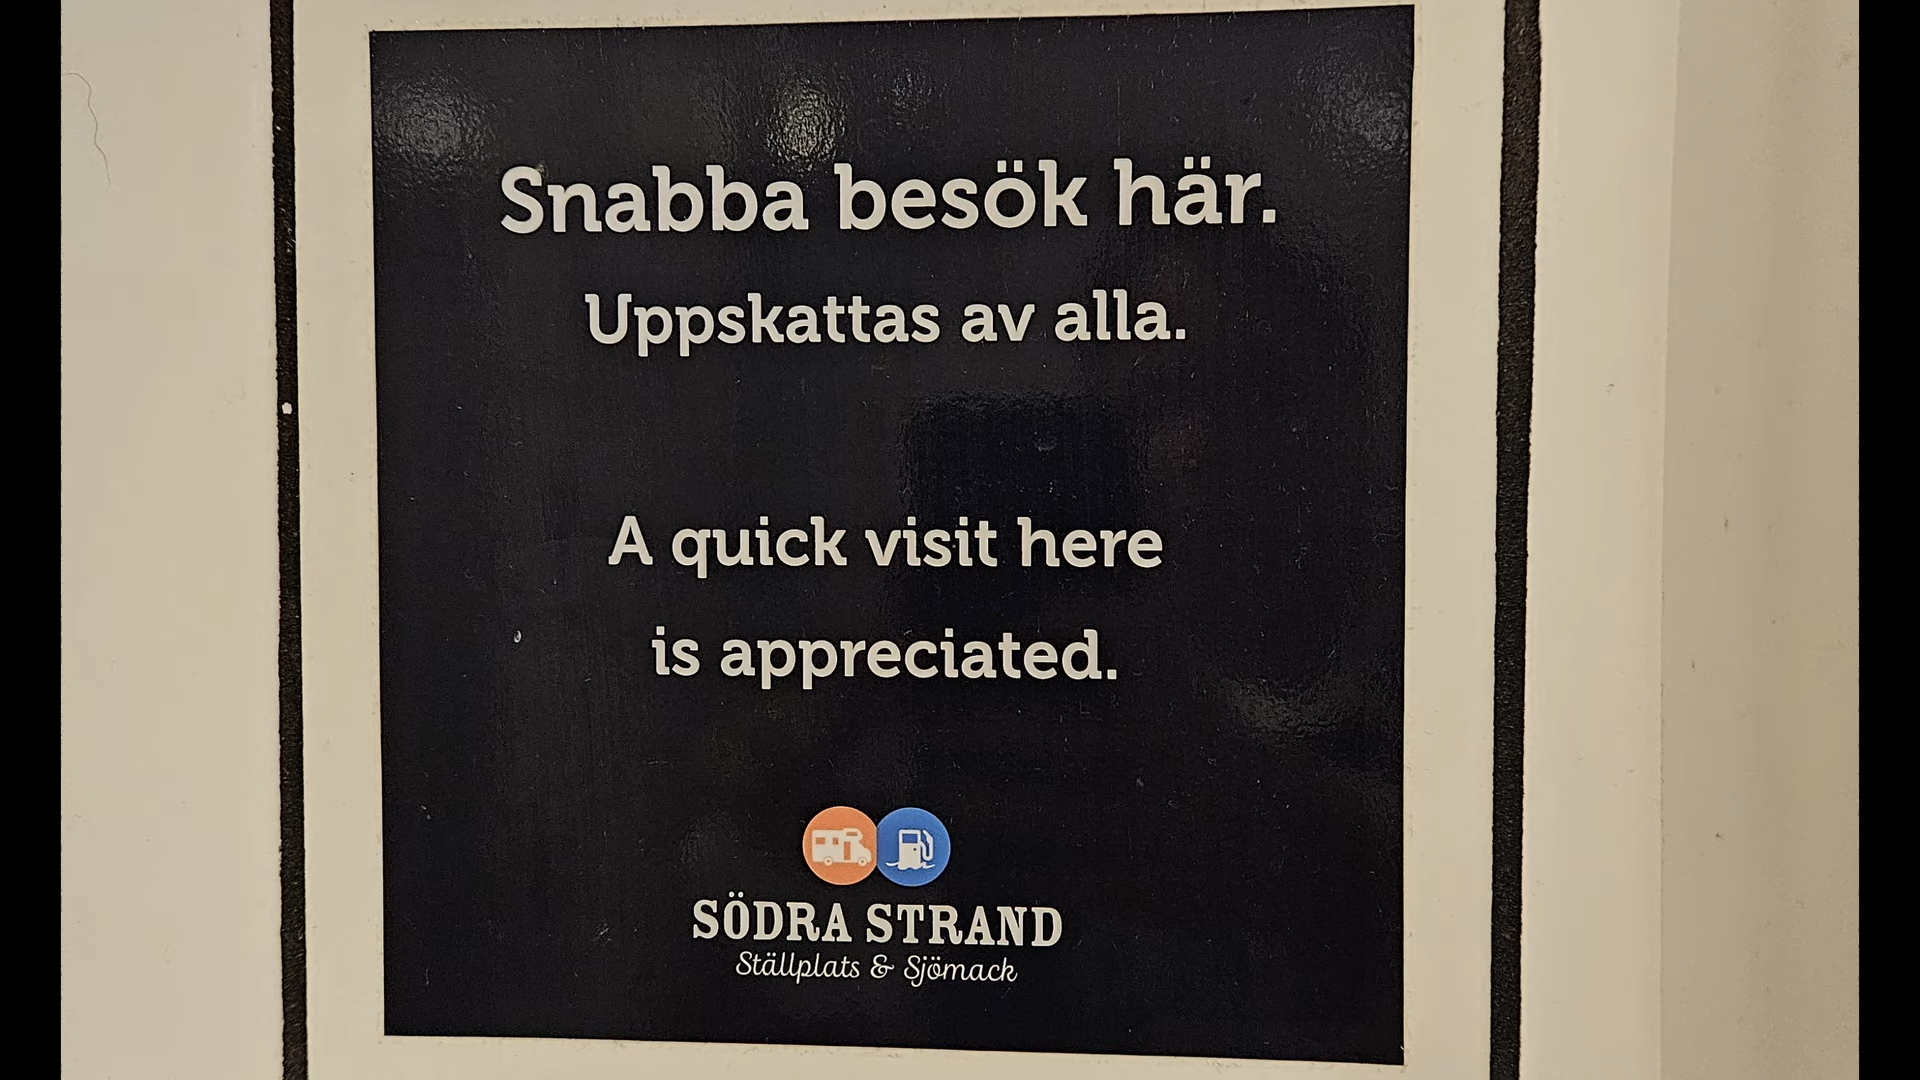 Snabba besök här.
Uppskattas av alla.
A quick visit here
is appreciated.
SÖDRA STRAND
Ställplats & Sjömack